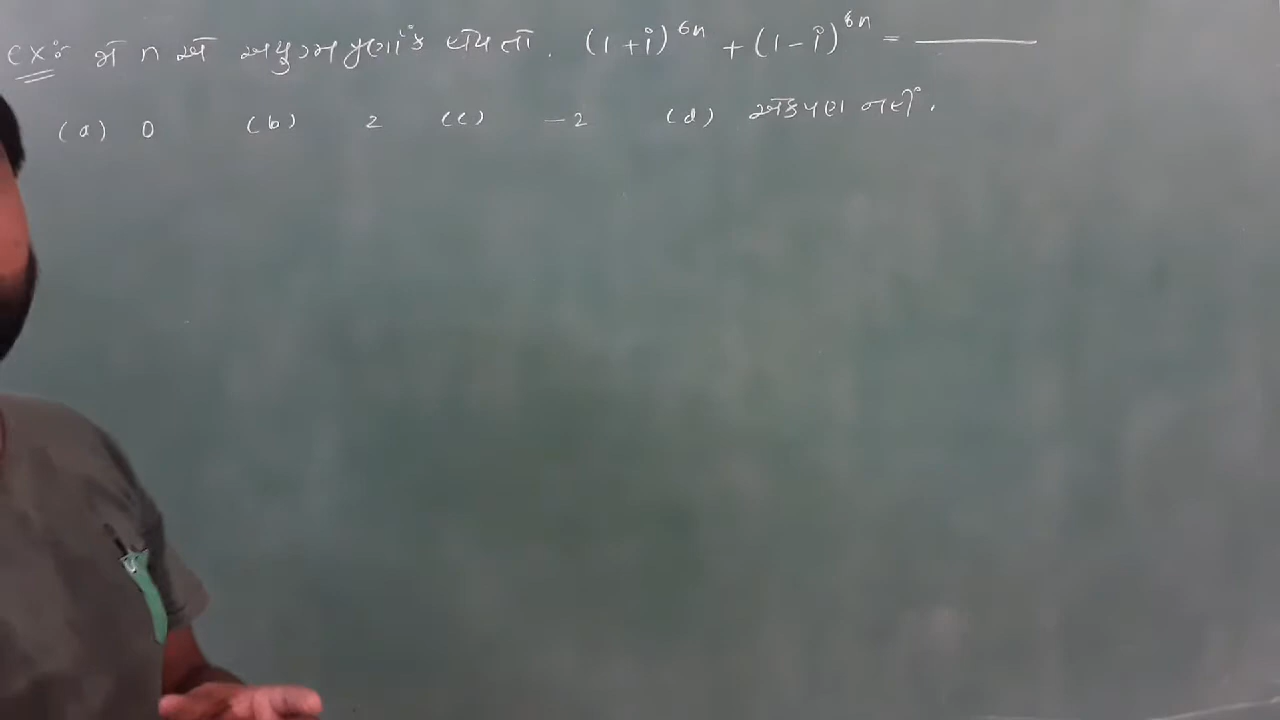 Ex: જો n એ અયુગ્મ પૂર્ણાંક હોય તો. (1+i)^6n + (1-i)^6n = ______
(a) 0 (b) 2 (c) -2 (d) એકપણ નહીં.